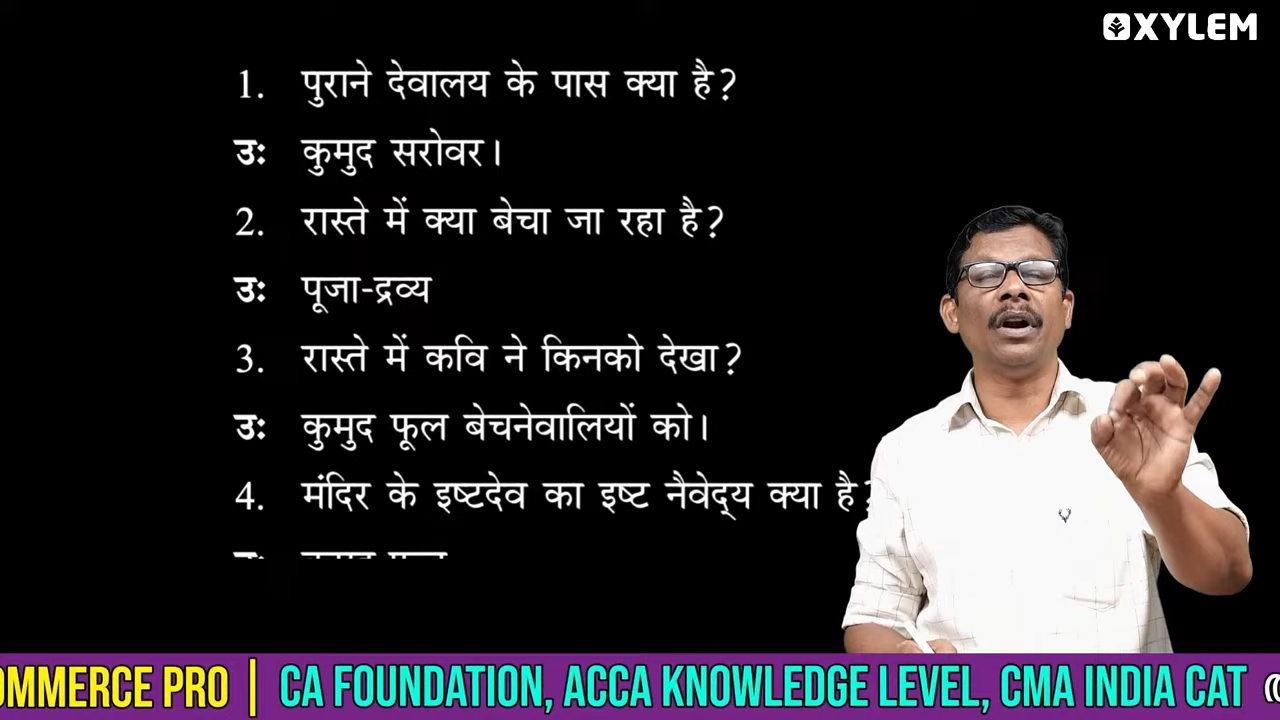 XYLEM
1. पुराने देवालय के पास क्या है?
उः कुमुद सरोवर।
2. रास्ते में क्या बेचा जा रहा है?
उः पूजा-द्रव्य
3. रास्ते में कवि ने किनको देखा?
उः कुमुद फूल बेचनेवालियों को।
4. मंदिर के इष्टदेव का इष्ट नैवेद्य क्या है?
OMMERCE PRO | CA FOUNDATION, ACCA KNOWLEDGE LEVEL, CMA INDIA CAT